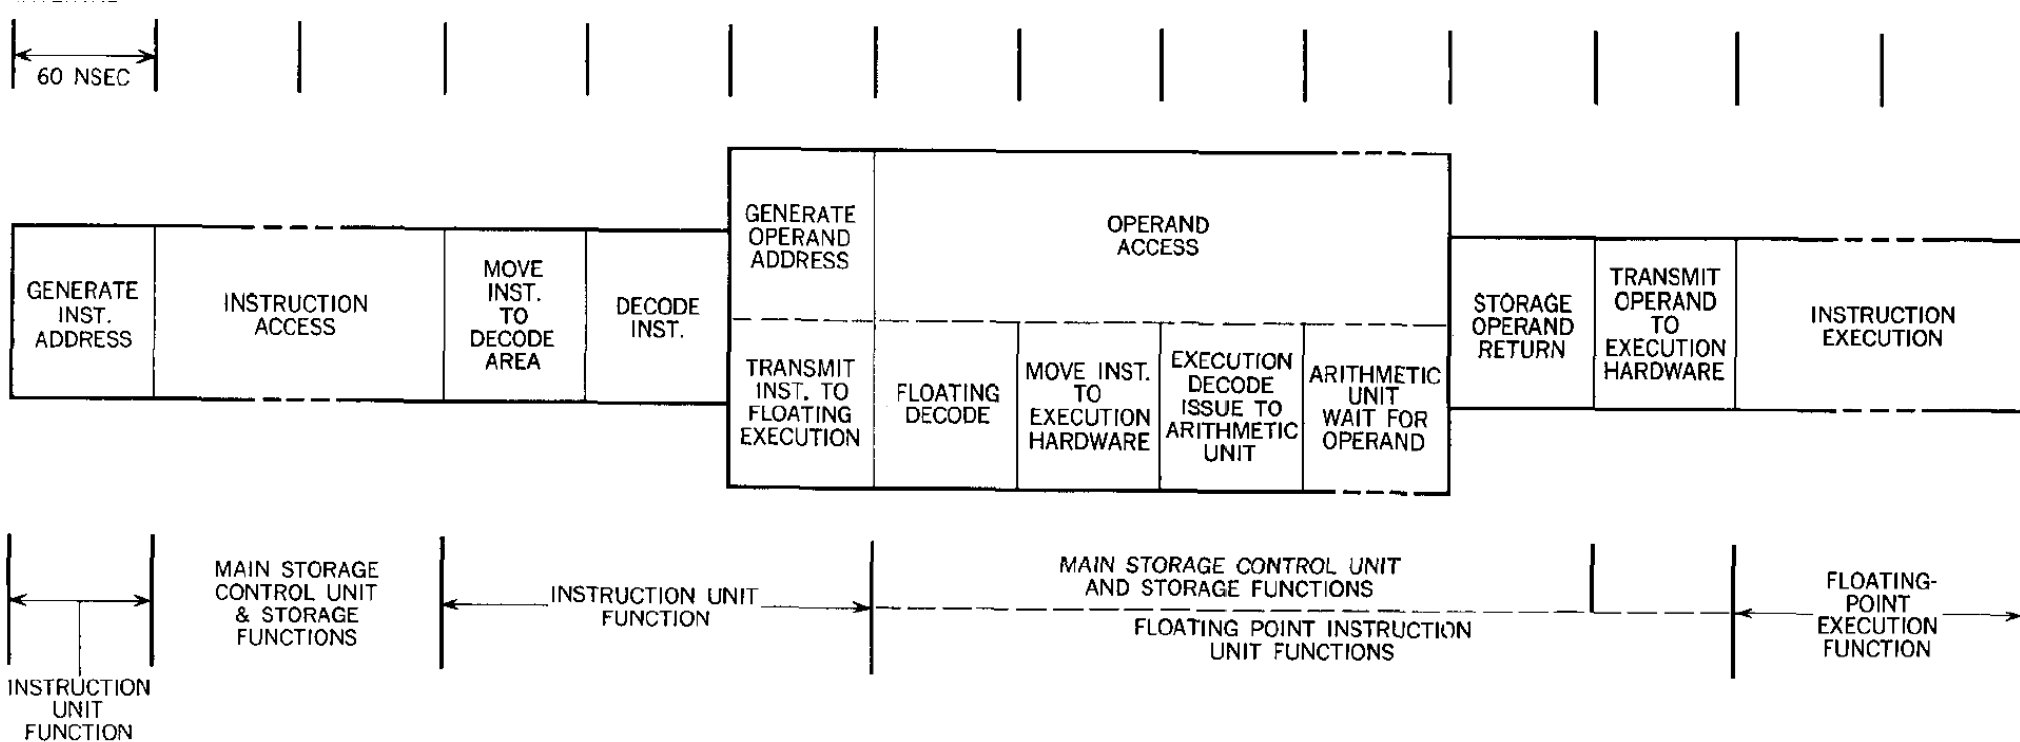 60 NSEC
GENERATE
INST.
ADDRESS
INSTRUCTION
ACCESS
MOVE
INST.
TO
DECODE
AREA
DECODE
INST.
GENERATE
OPERAND
ADDRESS
OPERAND
ACCESS
TRANSMIT
INST. TO
FLOATING
EXECUTION
FLOATING
DECODE
MOVE INST.
TO
EXECUTION
HARDWARE
EXECUTION
DECODE
ISSUE TO
ARITHMETIC
UNIT
ARITHMETIC
UNIT
WAIT FOR
OPERAND
STORAGE
OPERAND
RETURN
TRANSMIT
OPERAND
TO
EXECUTION
HARDWARE
INSTRUCTION
EXECUTION
INSTRUCTION
UNIT
FUNCTION
MAIN STORAGE
CONTROL UNIT
& STORAGE
FUNCTIONS
INSTRUCTION UNIT
FUNCTION
MAIN STORAGE CONTROL UNIT
AND STORAGE FUNCTIONS
FLOATING POINT INSTRUCTION
UNIT FUNCTIONS
FLOATING-
POINT
EXECUTION
FUNCTION